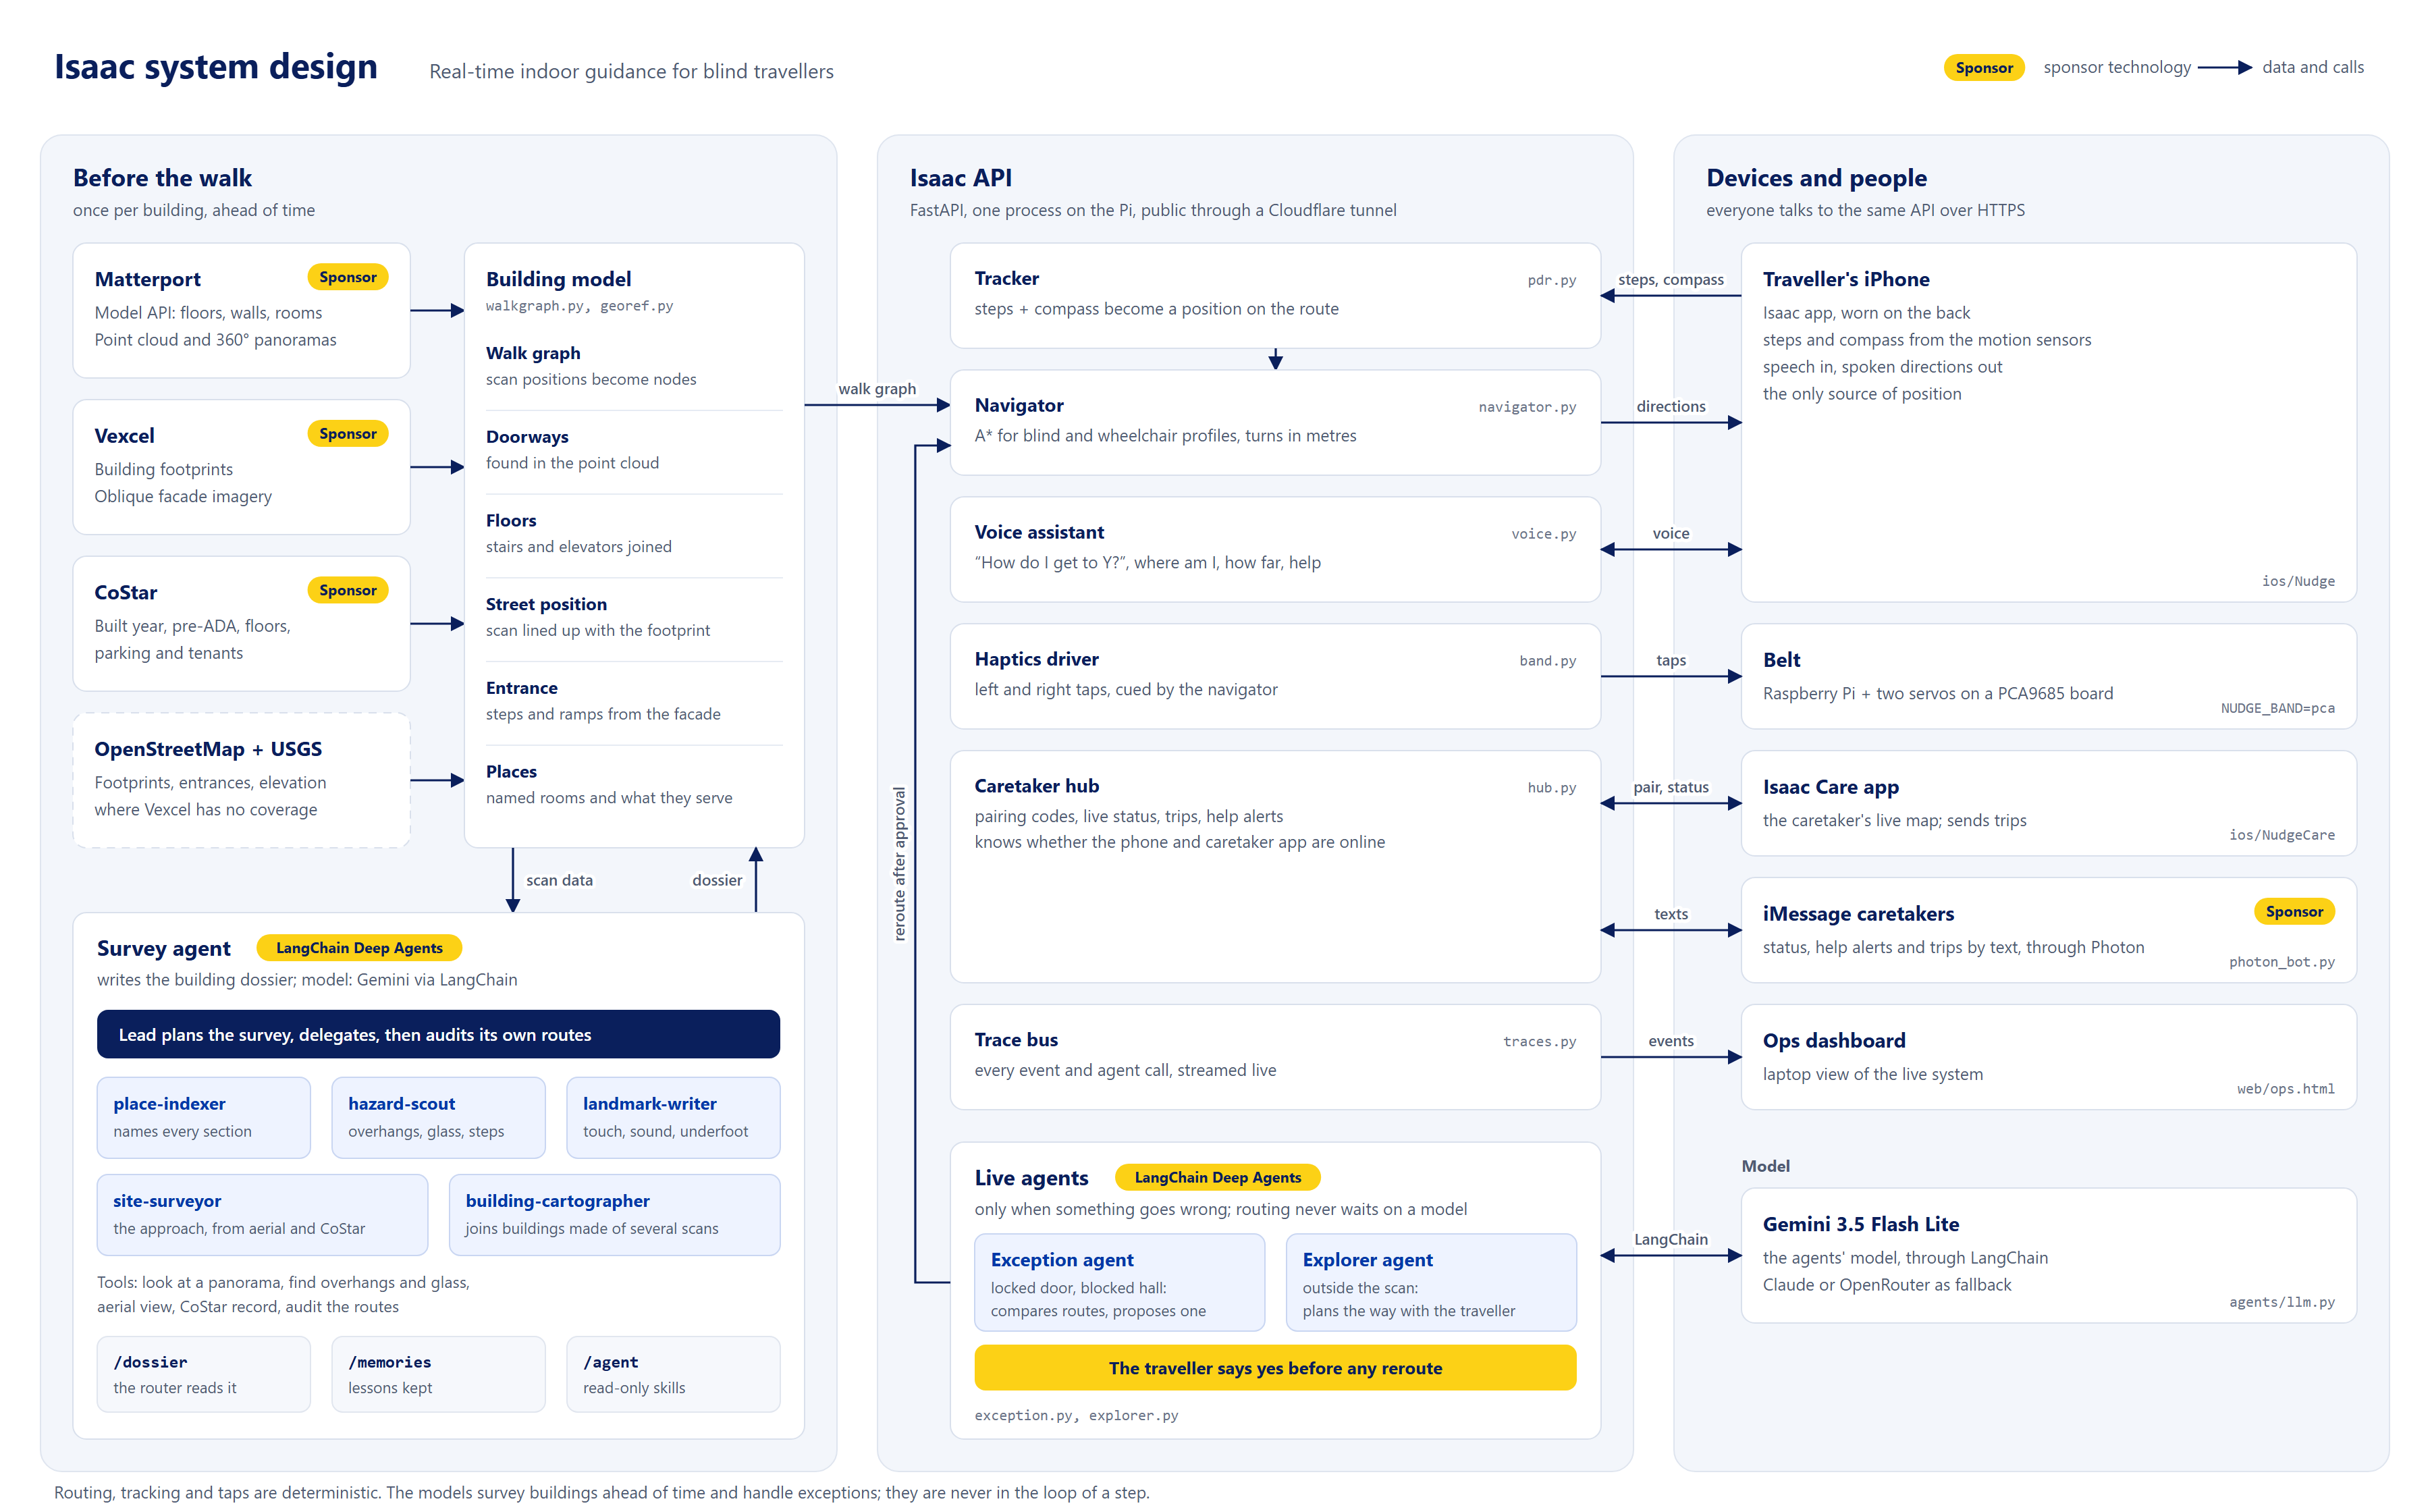 Isaac system design
Real-time indoor guidance for blind travellers
Sponsor
sponsor technology
data and calls
Before the walk
once per building, ahead of time
Matterport
Sponsor
Model API: floors, walls, rooms
Point cloud and 360° panoramas
Vexcel
Sponsor
Building footprints
Oblique facade imagery
CoStar
Sponsor
Built year, pre-ADA, floors,
parking and tenants
OpenStreetMap + USGS
Footprints, entrances, elevation
where Vexcel has no coverage
Building model
walkgraph.py, georef.py
Walk graph
scan positions become nodes
Doorways
found in the point cloud
Floors
stairs and elevators joined
Street position
scan lined up with the footprint
Entrance
steps and ramps from the facade
Places
named rooms and what they serve
scan data
dossier
Survey agent
LangChain Deep Agents
writes the building dossier; model: Gemini via LangChain
Lead plans the survey, delegates, then audits its own routes
place-indexer
names every section
hazard-scout
overhangs, glass, steps
landmark-writer
touch, sound, underfoot
site-surveyor
the approach, from aerial and CoStar
building-cartographer
joins buildings made of several scans
Tools: look at a panorama, find overhangs and glass,
aerial view, CoStar record, audit the routes
/dossier
the router reads it
/memories
lessons kept
/agent
read-only skills
walk graph
Isaac API
FastAPI, one process on the Pi, public through a Cloudflare tunnel
Tracker
pdr.py
steps + compass become a position on the route
Navigator
navigator.py
A* for blind and wheelchair profiles, turns in metres
Voice assistant
voice.py
“How do I get to Y?”, where am I, how far, help
Haptics driver
band.py
left and right taps, cued by the navigator
Caretaker hub
hub.py
pairing codes, live status, trips, help alerts
knows whether the phone and caretaker app are online
reroute after approval
Trace bus
traces.py
every event and agent call, streamed live
Live agents
LangChain Deep Agents
only when something goes wrong; routing never waits on a model
Exception agent
locked door, blocked hall:
compares routes, proposes one
Explorer agent
outside the scan:
plans the way with the traveller
The traveller says yes before any reroute
exception.py, explorer.py
steps, compass
directions
voice
taps
pair, status
texts
events
LangChain
Devices and people
everyone talks to the same API over HTTPS
Traveller's iPhone
Isaac app, worn on the back
steps and compass from the motion sensors
speech in, spoken directions out
the only source of position
ios/Nudge
Belt
Raspberry Pi + two servos on a PCA9685 board
NUDGE_BAND=pca
Isaac Care app
the caretaker's live map; sends trips
ios/NudgeCare
iMessage caretakers
Sponsor
status, help alerts and trips by text, through Photon
photon_bot.py
Ops dashboard
laptop view of the live system
web/ops.html
Model
Gemini 3.5 Flash Lite
the agents' model, through LangChain
Claude or OpenRouter as fallback
agents/llm.py
Routing, tracking and taps are deterministic. The models survey buildings ahead of time and handle exceptions; they are never in the loop of a step.